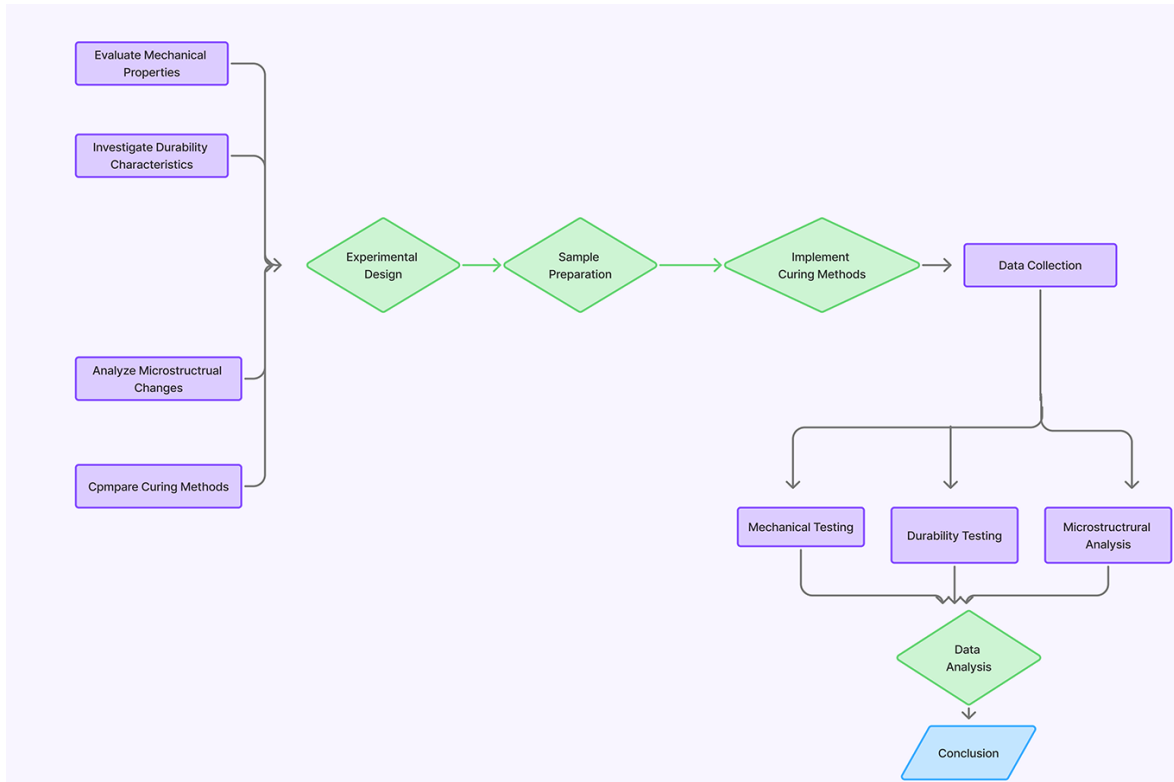 Evaluate Mechanical
Properties
Investigate Durability
Characteristics
Analyze Microstructrual
Changes
Cpmpare Curing Methods
Experimental
Design
Sample
Preparation
Implement
Curing Methods
Data Collection
Mechanical Testing
Durability Testing
Microstructrural
Analysis
Data
Analysis
Conclusion